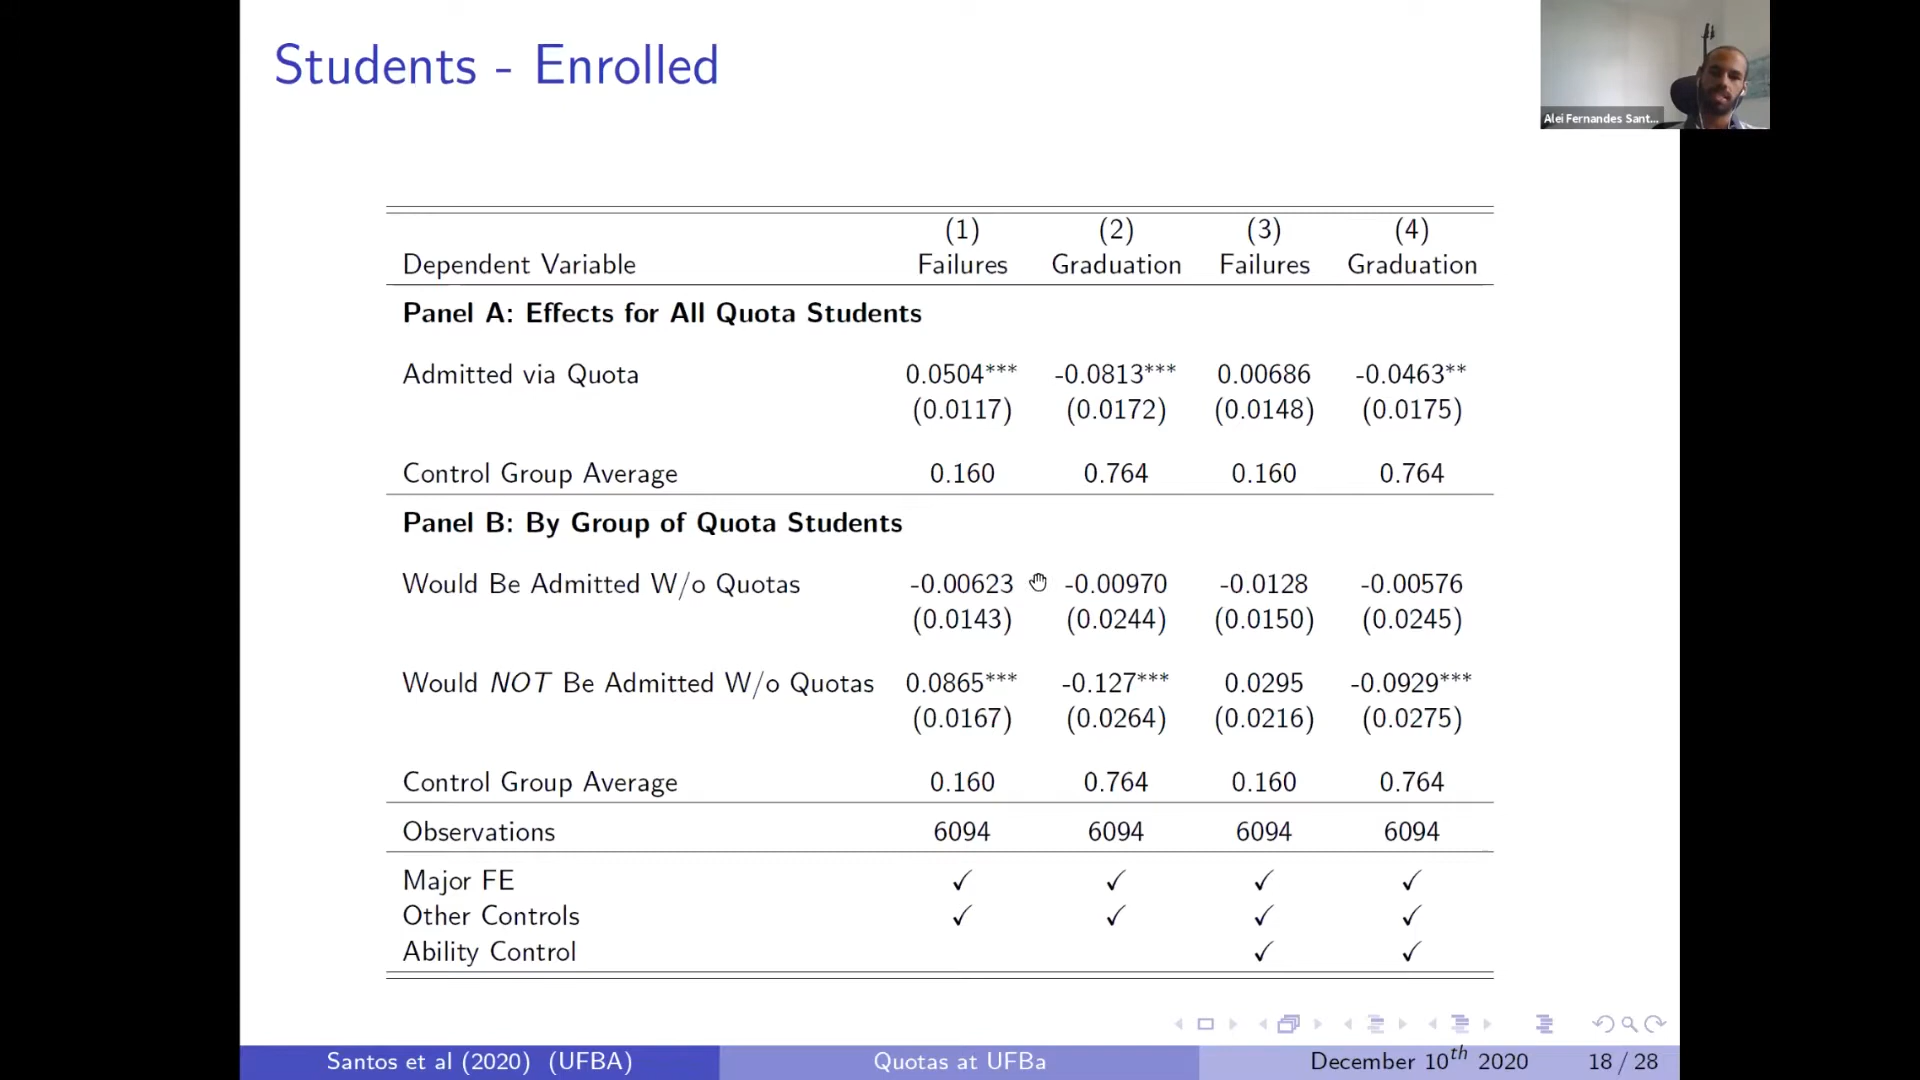 Students - Enrolled
Alei Fernandes Sant...
(1) (2) (3) (4)
Dependent Variable Failures Graduation Failures Graduation
Panel A: Effects for All Quota Students
Admitted via Quota 0.0504*** -0.0813*** 0.00686 -0.0463**
(0.0117) (0.0172) (0.0148) (0.0175)
Control Group Average 0.160 0.764 0.160 0.764
Panel B: By Group of Quota Students
Would Be Admitted W/o Quotas -0.00623 -0.00970 -0.0128 -0.00576
(0.0143) (0.0244) (0.0150) (0.0245)
Would NOT Be Admitted W/o Quotas 0.0865*** -0.127*** 0.0295 -0.0929***
(0.0167) (0.0264) (0.0216) (0.0275)
Control Group Average 0.160 0.764 0.160 0.764
Observations 6094 6094 6094 6094
Major FE ✓ ✓ ✓ ✓
Other Controls ✓ ✓ ✓ ✓
Ability Control ✓ ✓
Santos et al (2020) (UFBA) Quotas at UFBa December 10th 2020 18 / 28